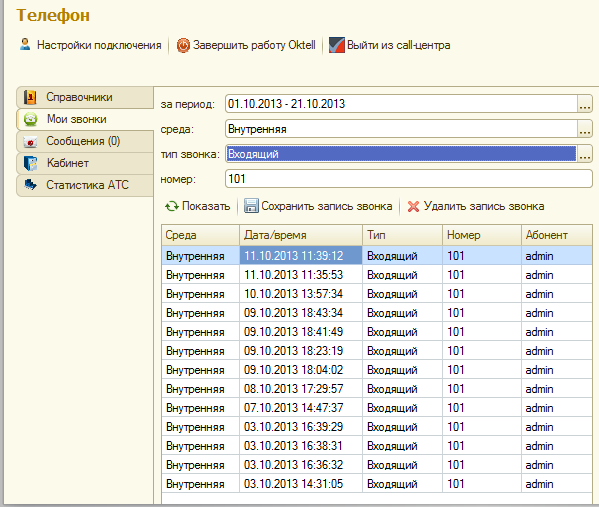 Телефон
Настройки подключения Завершить работу Oktell Выйти из call-центра
Справочники
Мои звонки
Сообщения (0)
Кабинет
Статистика АТС
за период: 01.10.2013 - 21.10.2013 ...
среда: Внутренняя ...
тип звонка: Входящий ...
номер: 101
Показать Сохранить запись звонка Удалить запись звонка
Среда Дата/время Тип Номер Абонент
Внутренняя 11.10.2013 11:39:12 Входящий 101 admin
Внутренняя 11.10.2013 11:35:53 Входящий 101 admin
Внутренняя 10.10.2013 13:57:34 Входящий 101 admin
Внутренняя 09.10.2013 18:43:34 Входящий 101 admin
Внутренняя 09.10.2013 18:41:49 Входящий 101 admin
Внутренняя 09.10.2013 18:23:19 Входящий 101 admin
Внутренняя 09.10.2013 18:04:02 Входящий 101 admin
Внутренняя 08.10.2013 17:29:57 Входящий 101 admin
Внутренняя 07.10.2013 14:47:37 Входящий 101 admin
Внутренняя 03.10.2013 16:39:29 Входящий 101 admin
Внутренняя 03.10.2013 16:38:31 Входящий 101 admin
Внутренняя 03.10.2013 16:36:32 Входящий 101 admin
Внутренняя 03.10.2013 14:31:05 Входящий 101 admin